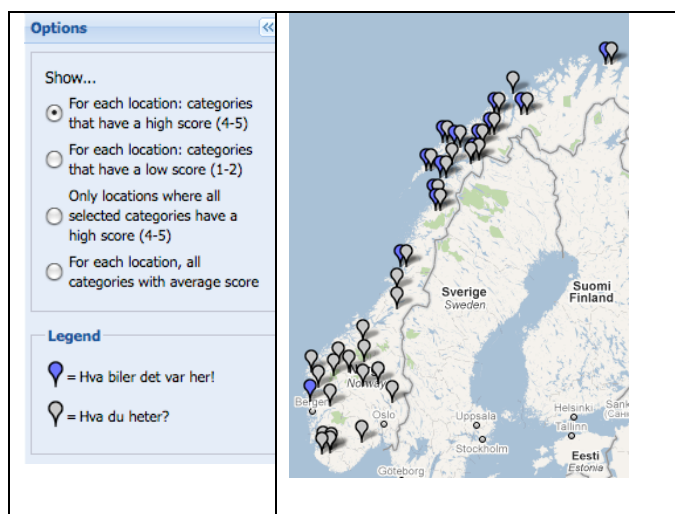 Options
Show...
For each location: categories
that have a high score (4-5)
For each location: categories
that have a low score (1-2)
Only locations where all
selected categories have a
high score (4-5)
For each location, all
categories with average score
Legend
= Hva biler det var her!
= Hva du heter?
Sverige
Sweden
Suomi
Finland
Norway
Bergen
Oslo
Uppsala
Stockholm
Helsinki
Tallinn
Eesti
Estonia
Göteborg